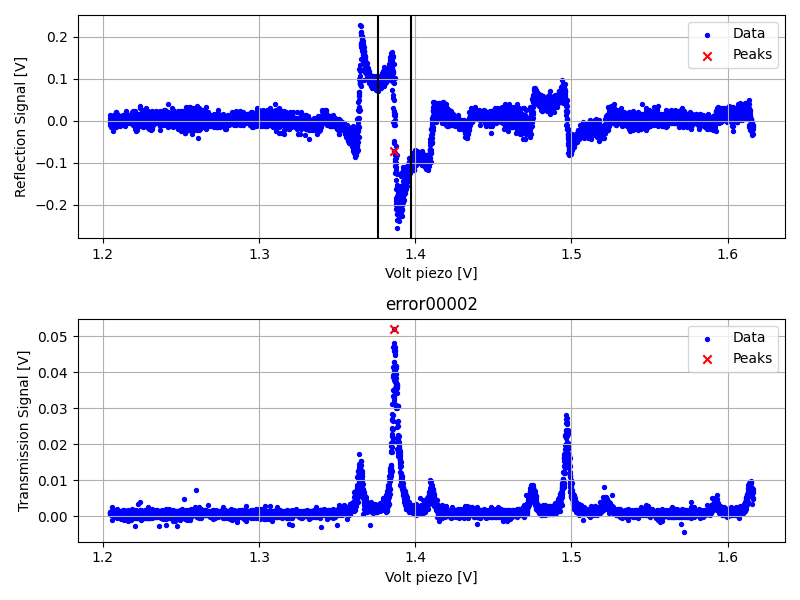 Reflection Signal [V]
0.2
0.1
0.0
−0.1
−0.2
Data
Peaks
1.2 1.3 1.4 1.5 1.6
Volt piezo [V]
error00002
Transmission Signal [V]
0.05
0.04
0.03
0.02
0.01
0.00
Data
Peaks
1.2 1.3 1.4 1.5 1.6
Volt piezo [V]